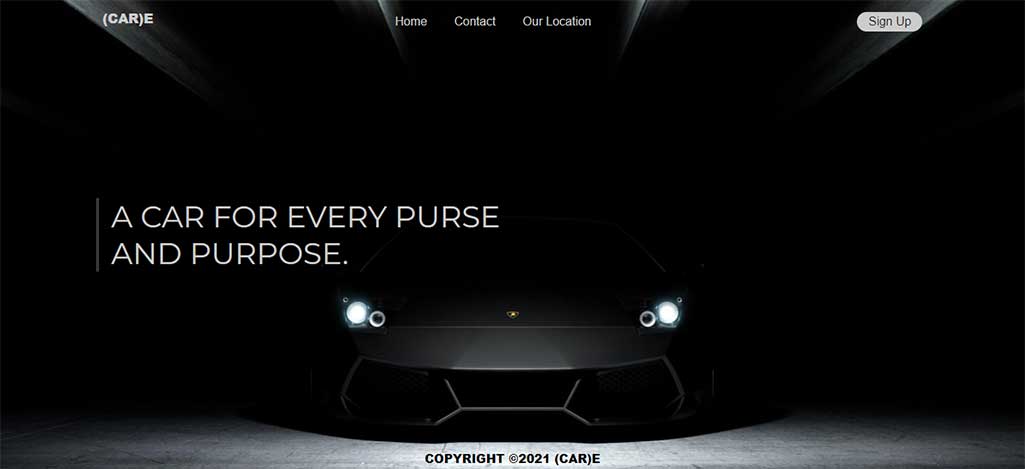 (CAR)E
Home
Contact
Our Location
Sign Up
A CAR FOR EVERY PURSE
AND PURPOSE.
COPYRIGHT ©2021 (CAR)E